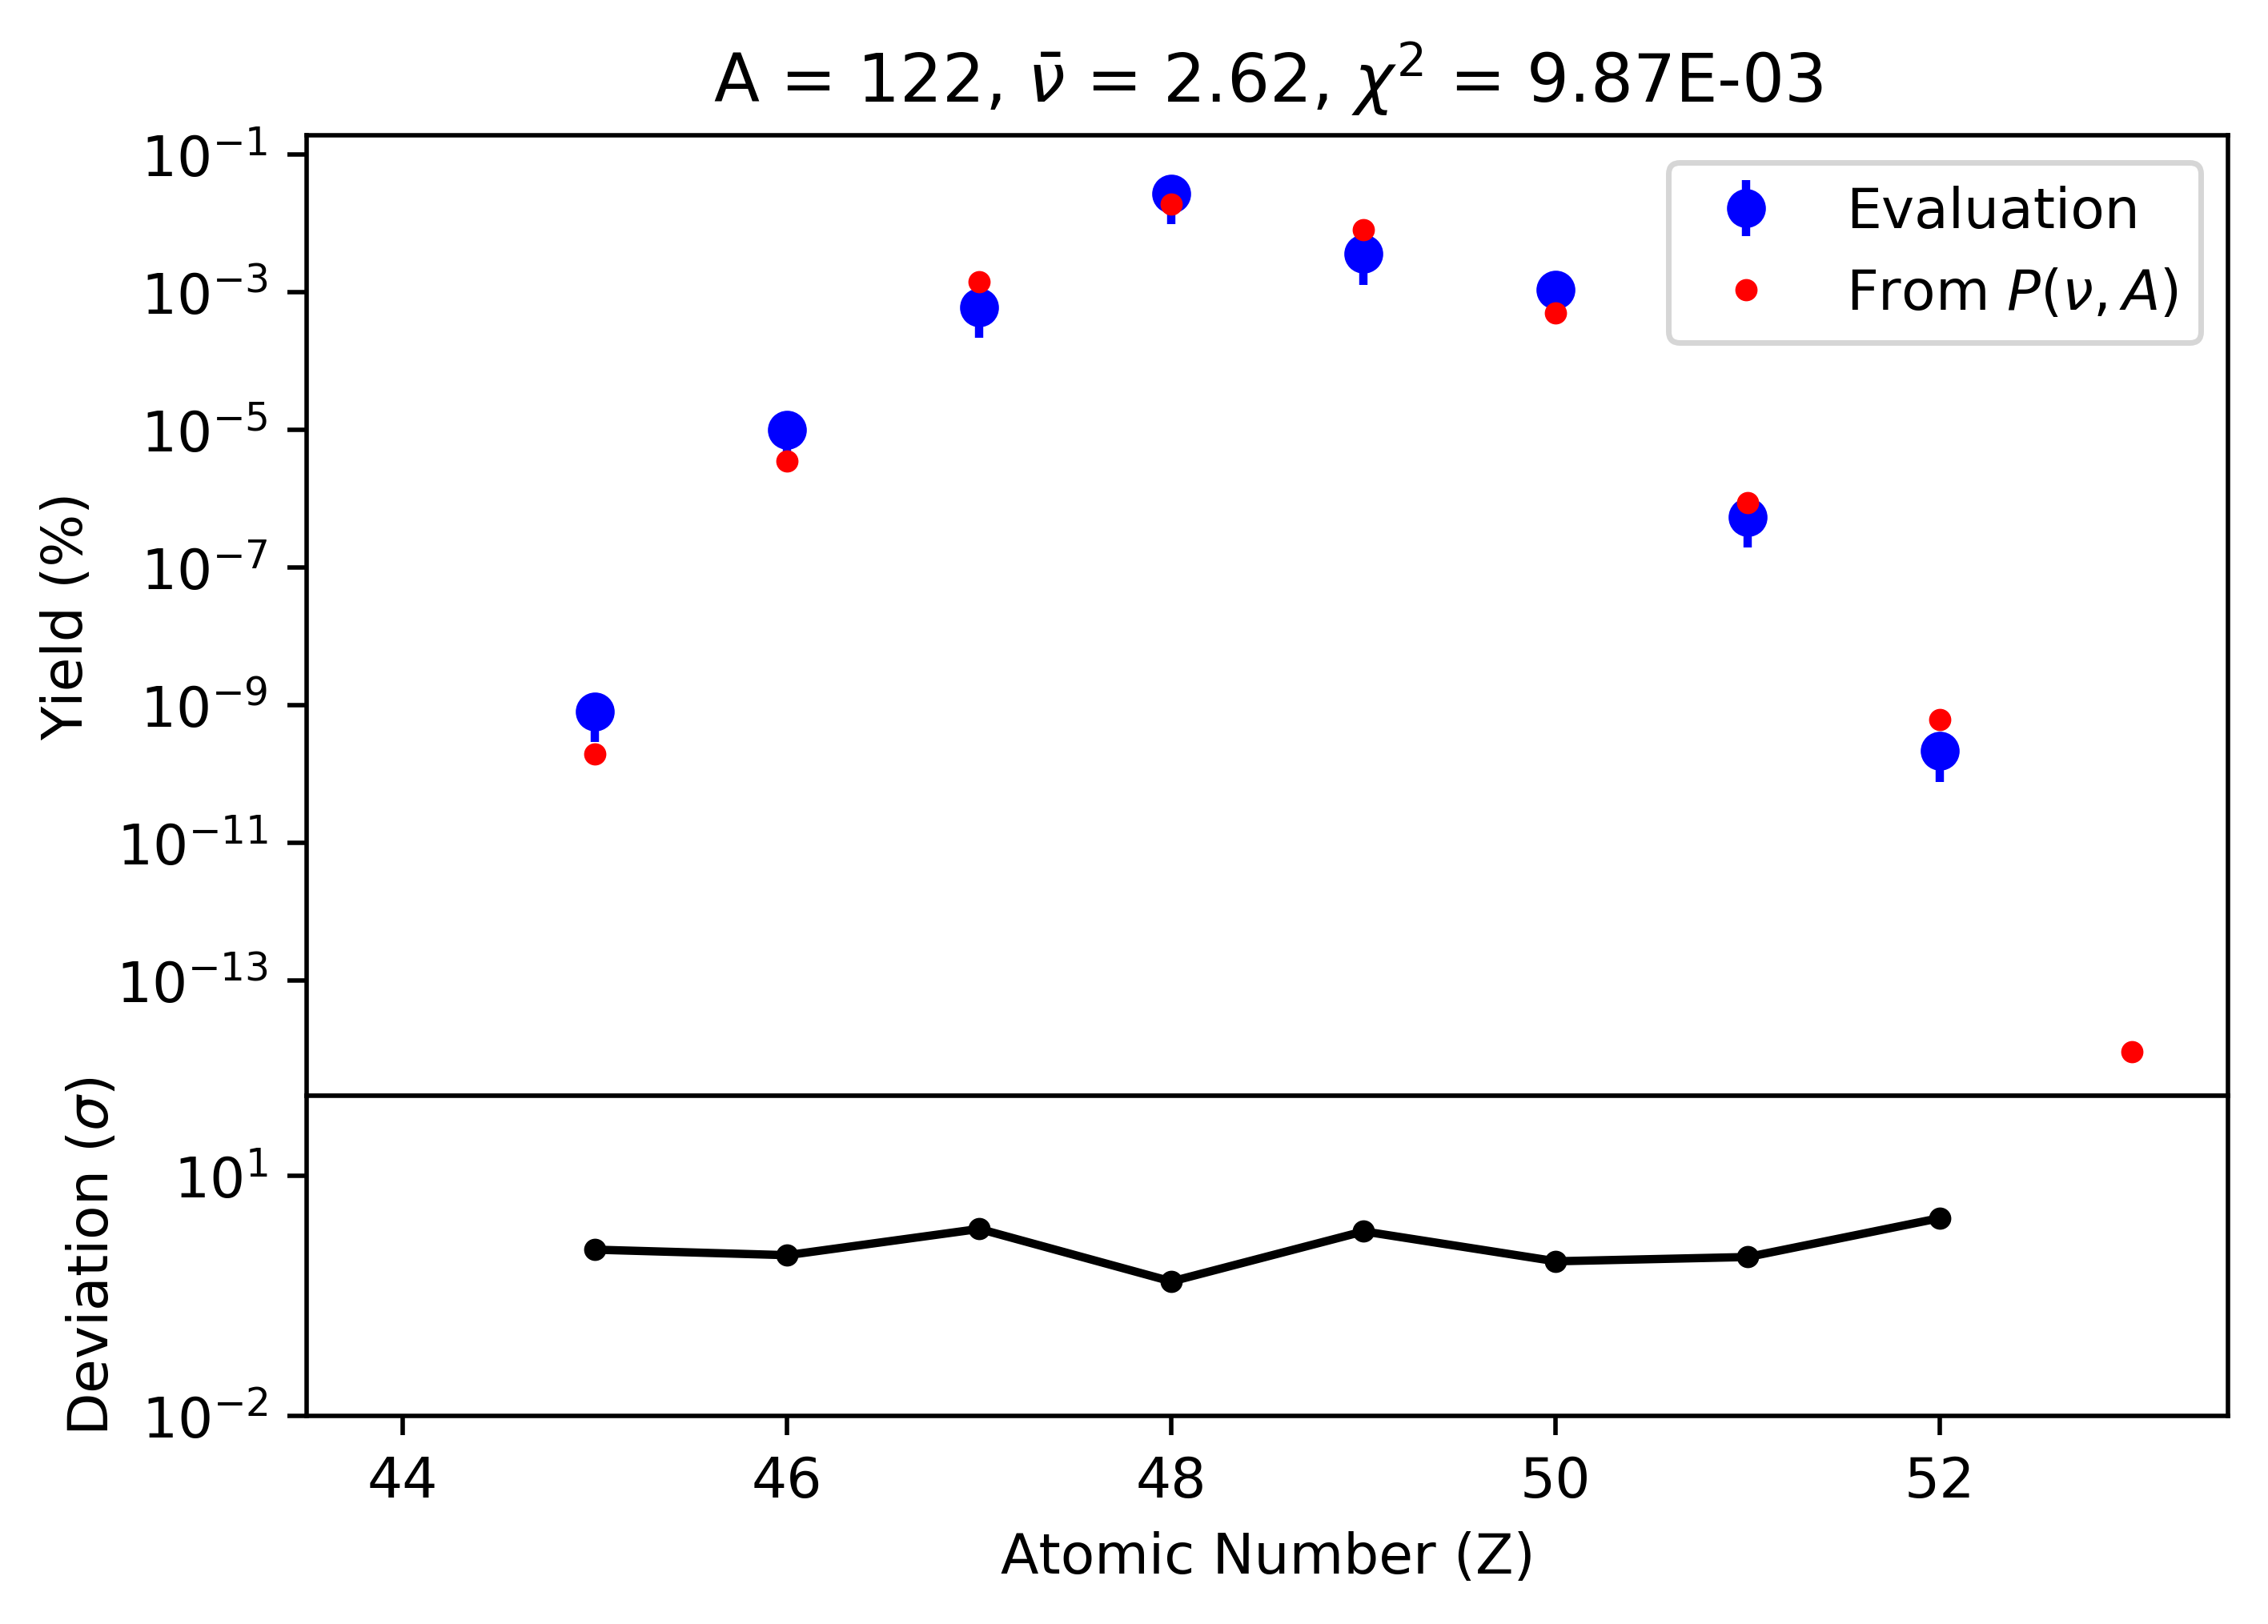 A = 122, ν̄ = 2.62, χ² = 9.87E-03
Evaluation
From P(ν, A)
Yield (%)
10⁻¹
10⁻³
10⁻⁵
10⁻⁷
10⁻⁹
10⁻¹¹
10⁻¹³
Deviation (σ)
10¹
10⁻²
44 46 48 50 52
Atomic Number (Z)